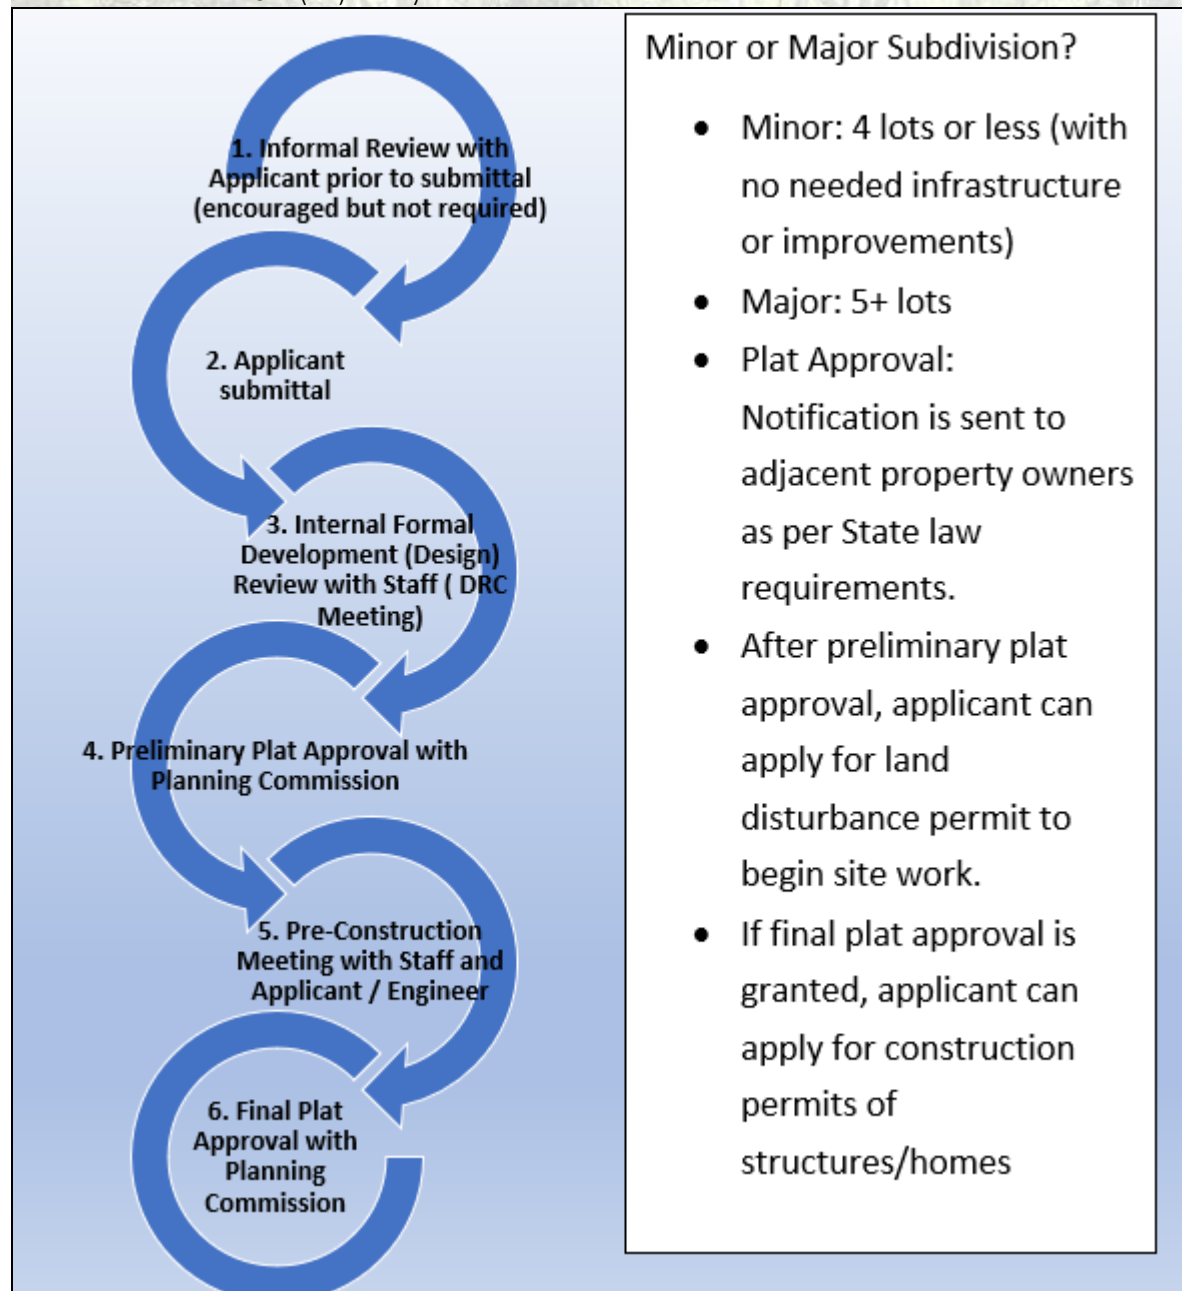 1. Informal Review with
Applicant prior to submittal
(encouraged but not required)
2. Applicant
submittal
3. Internal Formal
Development (Design)
Review with Staff ( DRC
Meeting)
4. Preliminary Plat Approval with
Planning Commission
5. Pre-Construction
Meeting with Staff and
Applicant / Engineer
6. Final Plat
Approval with
Planning
Commission
Minor or Major Subdivision?
• Minor: 4 lots or less (with
no needed infrastructure
or improvements)
• Major: 5+ lots
• Plat Approval:
Notification is sent to
adjacent property owners
as per State law
requirements.
• After preliminary plat
approval, applicant can
apply for land
disturbance permit to
begin site work.
• If final plat approval is
granted, applicant can
apply for construction
permits of
structures/homes